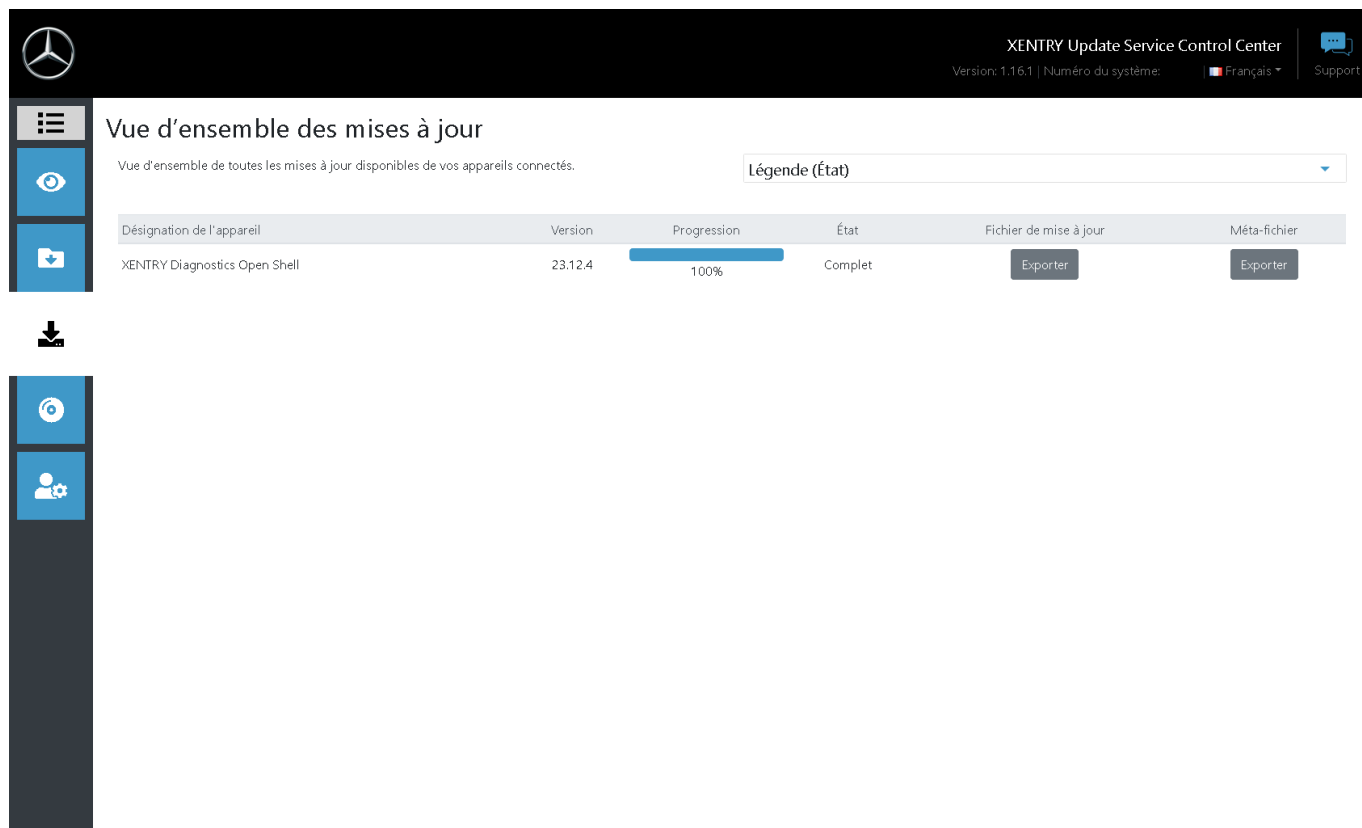 XENTRY Update Service Control Center
Version: 1.16.1 | Numéro du système: | Français
Support
Vue d'ensemble des mises à jour
Vue d'ensemble de toutes les mises à jour disponibles de vos appareils connectés.
Légende (État)
Désignation de l'appareil Version Progression État Fichier de mise à jour Méta-fichier
XENTRY Diagnostics Open Shell 23.12.4 100% Complet Exporter Exporter